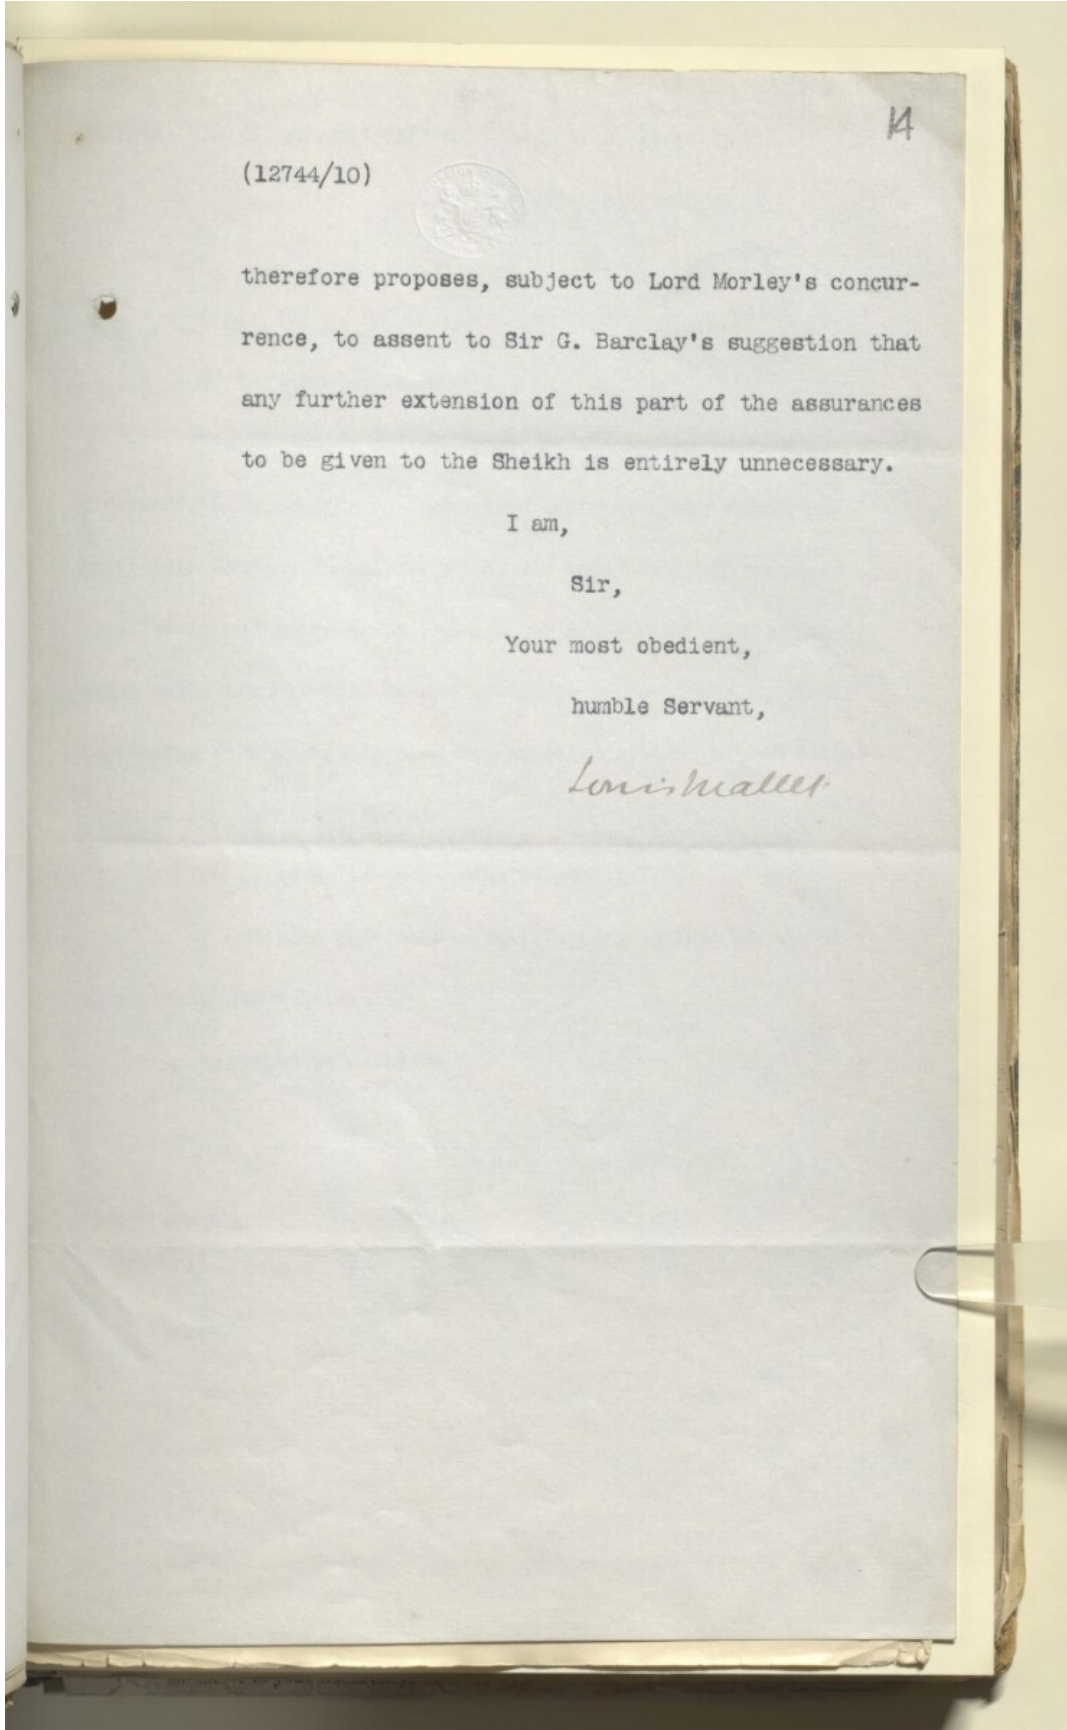 14
(12744/10)
therefore proposes, subject to Lord Morley's concur-
rence, to assent to Sir G. Barclay's suggestion that
any further extension of this part of the assurances
to be given to the Sheikh is entirely unnecessary.
I am,
Sir,
Your most obedient,
humble Servant,
Louis Mallet